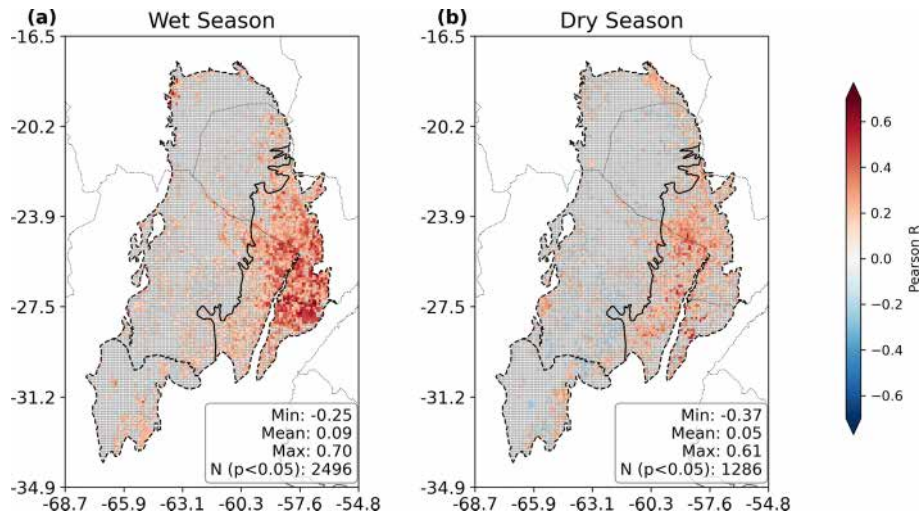 (a)
Wet Season
(b)
Dry Season
-16.5
-20.2
-23.9
-27.5
-31.2
-34.9
-68.7
-65.9
-63.1
-60.3
-57.6
-54.8
Min: -0.25
Mean: 0.09
Max: 0.70
N (p<0.05): 2496
-16.5
-20.2
-23.9
-27.5
-31.2
-34.9
-68.7
-65.9
-63.1
-60.3
-57.6
-54.8
Min: -0.37
Mean: 0.05
Max: 0.61
N (p<0.05): 1286
0.6
0.4
0.2
0.0
−0.2
−0.4
−0.6
Pearson R